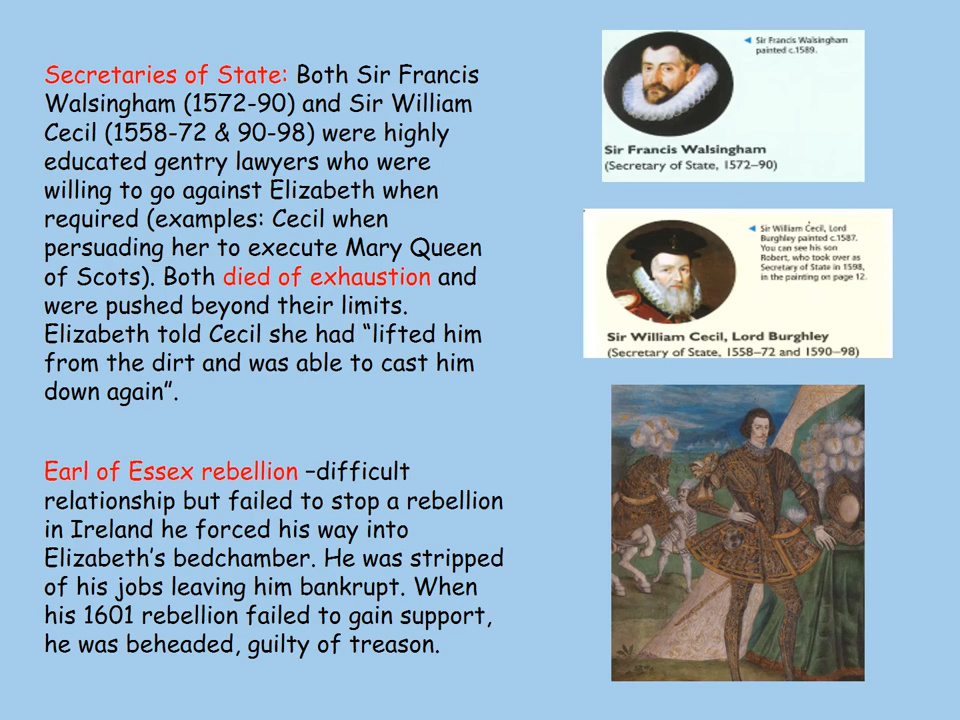 Secretaries of State: Both Sir Francis
Walsingham (1572-90) and Sir William
Cecil (1558-72 & 90-98) were highly
educated gentry lawyers who were
willing to go against Elizabeth when
required (examples: Cecil when
persuading her to execute Mary Queen
of Scots). Both died of exhaustion and
were pushed beyond their limits.
Elizabeth told Cecil she had “lifted him
from the dirt and was able to cast him
down again”.
Earl of Essex rebellion –difficult
relationship but failed to stop a rebellion
in Ireland he forced his way into
Elizabeth’s bedchamber. He was stripped
of his jobs leaving him bankrupt. When
his 1601 rebellion failed to gain support,
he was beheaded, guilty of treason.
◄ Sir Francis Walsingham
painted c.1589.
Sir Francis Walsingham
(Secretary of State, 1572–90)
◄ Sir William Cecil, Lord
Burghley painted c.1587.
You can see his son
Robert, who took over as
Secretary of State in 1598,
in the painting on page 12.
Sir William Cecil, Lord Burghley
(Secretary of State, 1558–72 and 1590–98)